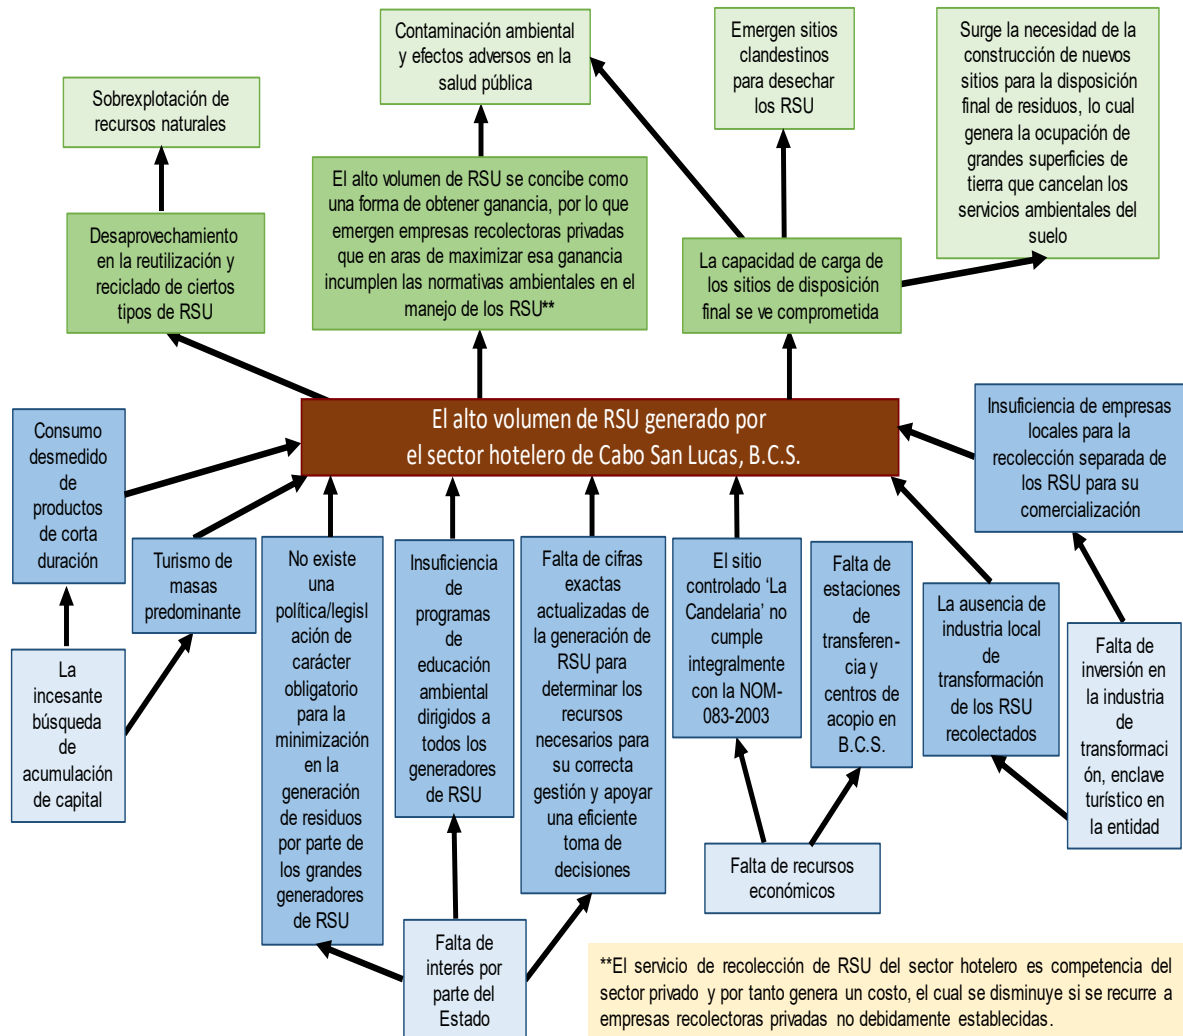 Contaminación ambiental
y efectos adversos en la
salud pública
Emergen sitios
clandestinos
para desechar
los RSU
Surge la necesidad de la
construcción de nuevos
sitios para la disposición
final de residuos, lo cual
genera la ocupación de
grandes superficies de
tierra que cancelan los
servicios ambientales del
suelo
Sobrexplotación de
recursos naturales
El alto volumen de RSU se concibe como
una forma de obtener ganancia, por lo que
emergen empresas recolectoras privadas
que en aras de maximizar esa ganancia
incumplen las normativas ambientales en el
manejo de los RSU**
Desaprovechamiento
en la reutilización y
reciclado de ciertos
tipos de RSU
La capacidad de carga de
los sitios de disposición
final se ve comprometida
El alto volumen de RSU generado por
el sector hotelero de Cabo San Lucas, B.C.S.
Consumo
desmedido
de
productos
de corta
duración
Insuficiencia de empresas
locales para la
recolección separada de
los RSU para su
comercialización
Turismo de
masas
predominante
No existe
una
política/legisl
ación de
carácter
obligatorio
para la
minimización
en la
generación
de residuos
por parte de
los grandes
generadores
de RSU
Insuficiencia
de
programas
de
educación
ambiental
dirigidos a
todos los
generadores
de RSU
Falta de cifras
exactas
actualizadas de
la generación de
RSU para
determinar los
recursos
necesarios para
su correcta
gestión y apoyar
una eficiente
toma de
decisiones
El sitio
controlado ‘La
Candelaria’ no
cumple
integralmente
con la NOM-
083-2003
Falta de
estaciones
de
transferen-
cia y
centros de
acopio en
B.C.S.
La ausencia de
industria local
de
transformación
de los RSU
recolectados
La
incesante
búsqueda
de
acumulación
de capital
Falta de
inversión en
la industria
de
transformaci
ón, enclave
turístico en
la entidad
Falta de recursos
económicos
Falta de
interés por
parte del
Estado
**El servicio de recolección de RSU del sector hotelero es competencia del
sector privado y por tanto genera un costo, el cual se disminuye si se recurre a
empresas recolectoras privadas no debidamente establecidas.